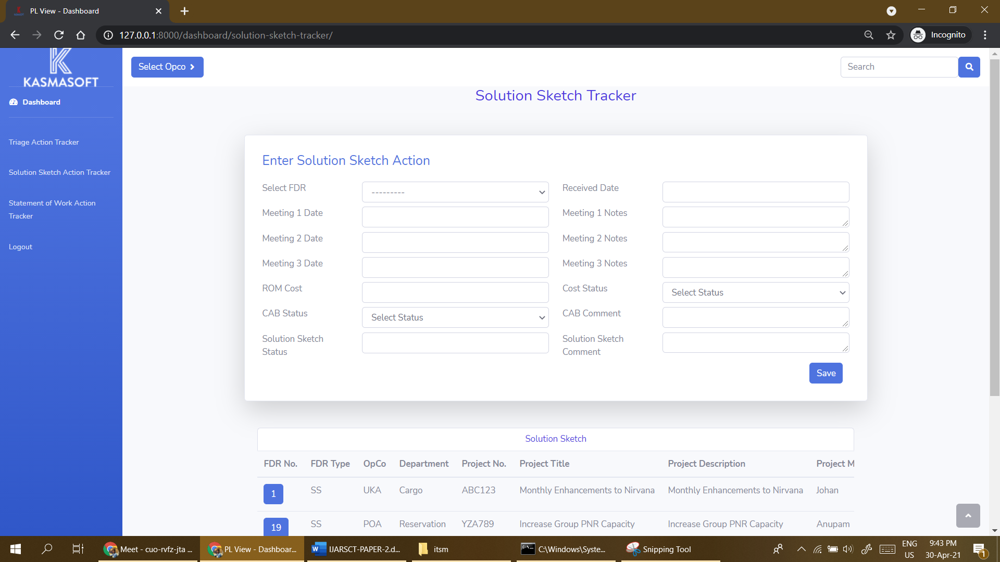 PL View - Dashboard
127.0.0.1:8000/dashboard/solution-sketch-tracker/
Incognito
K
KASMASOFT
Dashboard
Triage Action Tracker
Solution Sketch Action Tracker
Statement of Work Action
Tracker
Logout
Select Opco
Search
Solution Sketch Tracker
Enter Solution Sketch Action
Select FDR
---------
Received Date
Meeting 1 Date
Meeting 1 Notes
Meeting 2 Date
Meeting 2 Notes
Meeting 3 Date
Meeting 3 Notes
ROM Cost
Cost Status
Select Status
CAB Status
Select Status
CAB Comment
Solution Sketch
Status
Solution Sketch
Comment
Save
Solution Sketch
FDR No. FDR Type OpCo Department Project No. Project Title Project Description Project M
1 SS UKA Cargo ABC123 Monthly Enhancements to Nirvana Monthly Enhancements to Nirvana Johan
19 SS POA Reservation YZA789 Increase Group PNR Capacity Increase Group PNR Capacity Anupam
Meet - cuo-rvfz-jta ...
PL View - Dashboar...
IJARSCT-PAPER-2.d...
itsm
C:\Windows\Syste...
Snipping Tool
ENG
US
9:43 PM
30-Apr-21
1